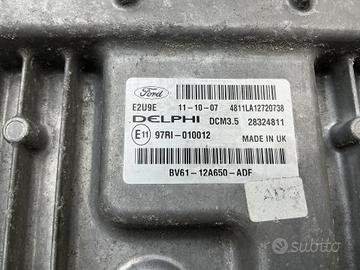 Ford
E2U9E 11-10-07 4811LA12720738
DELPHI DCM3.5 28324811
E11 97RI-010012 MADE IN UK
BV61-12A650-ADF
subito